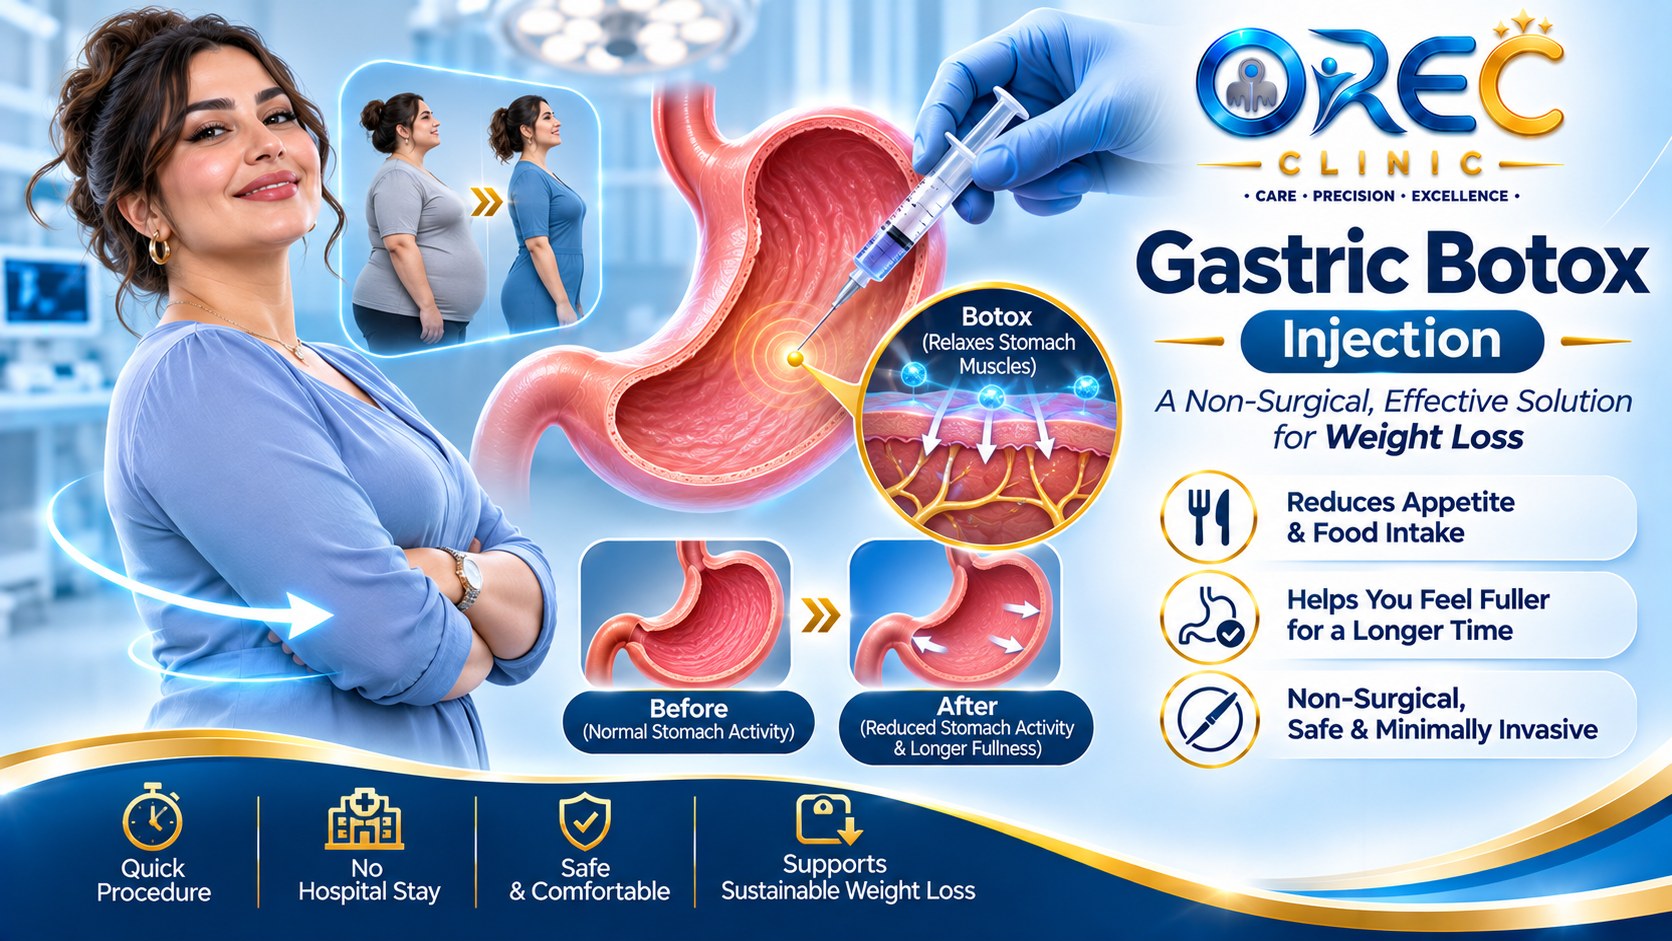 OREC
CLINIC
• CARE • PRECISION • EXCELLENCE •
Gastric Botox
Injection
A Non-Surgical, Effective Solution
for Weight Loss
Botox
(Relaxes Stomach
Muscles)
Reduces Appetite
& Food Intake
Helps You Feel Fuller
for a Longer Time
Non-Surgical,
Safe & Minimally Invasive
Before
(Normal Stomach Activity)
After
(Reduced Stomach Activity
& Longer Fullness)
Quick
Procedure
No
Hospital Stay
Safe
& Comfortable
Supports
Sustainable Weight Loss